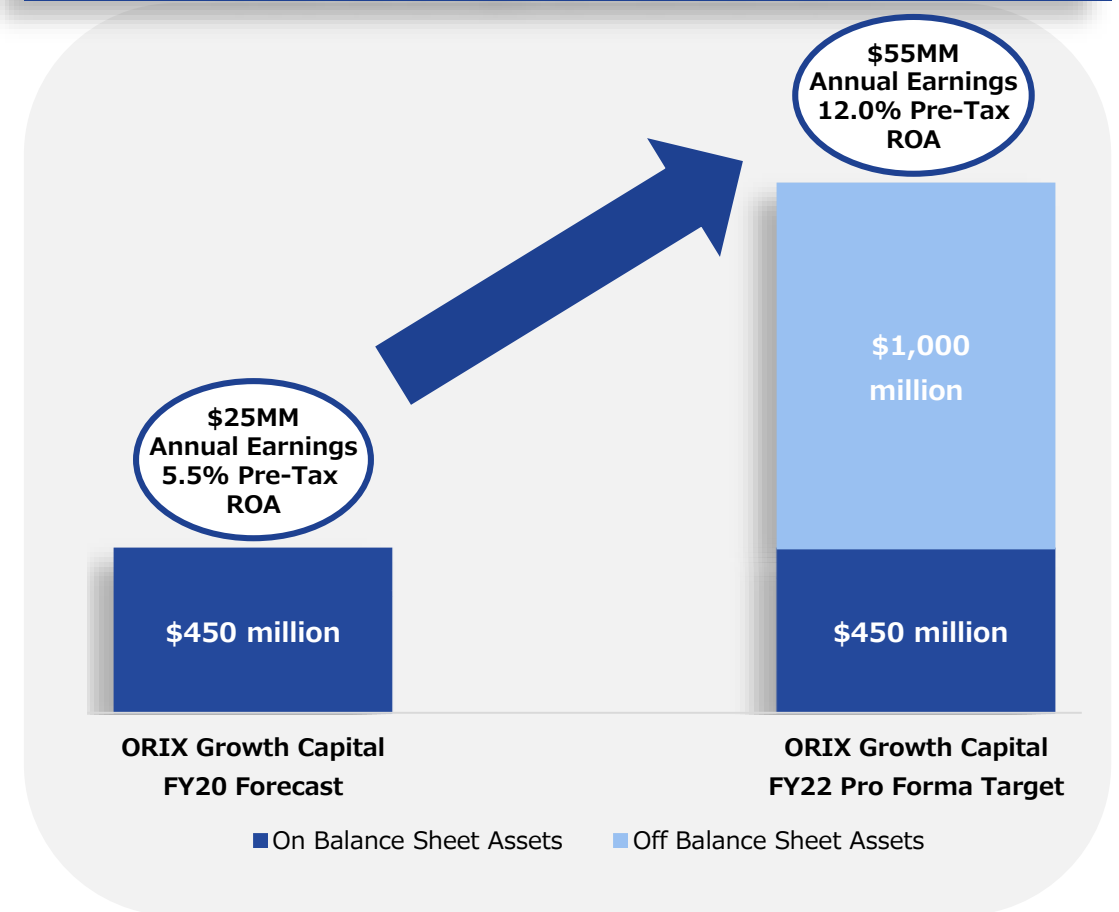 $55MM
Annual Earnings
12.0% Pre-Tax
ROA
$1,000
million
$25MM
Annual Earnings
5.5% Pre-Tax
ROA
$450 million
$450 million
ORIX Growth Capital
FY20 Forecast
ORIX Growth Capital
FY22 Pro Forma Target
On Balance Sheet Assets
Off Balance Sheet Assets